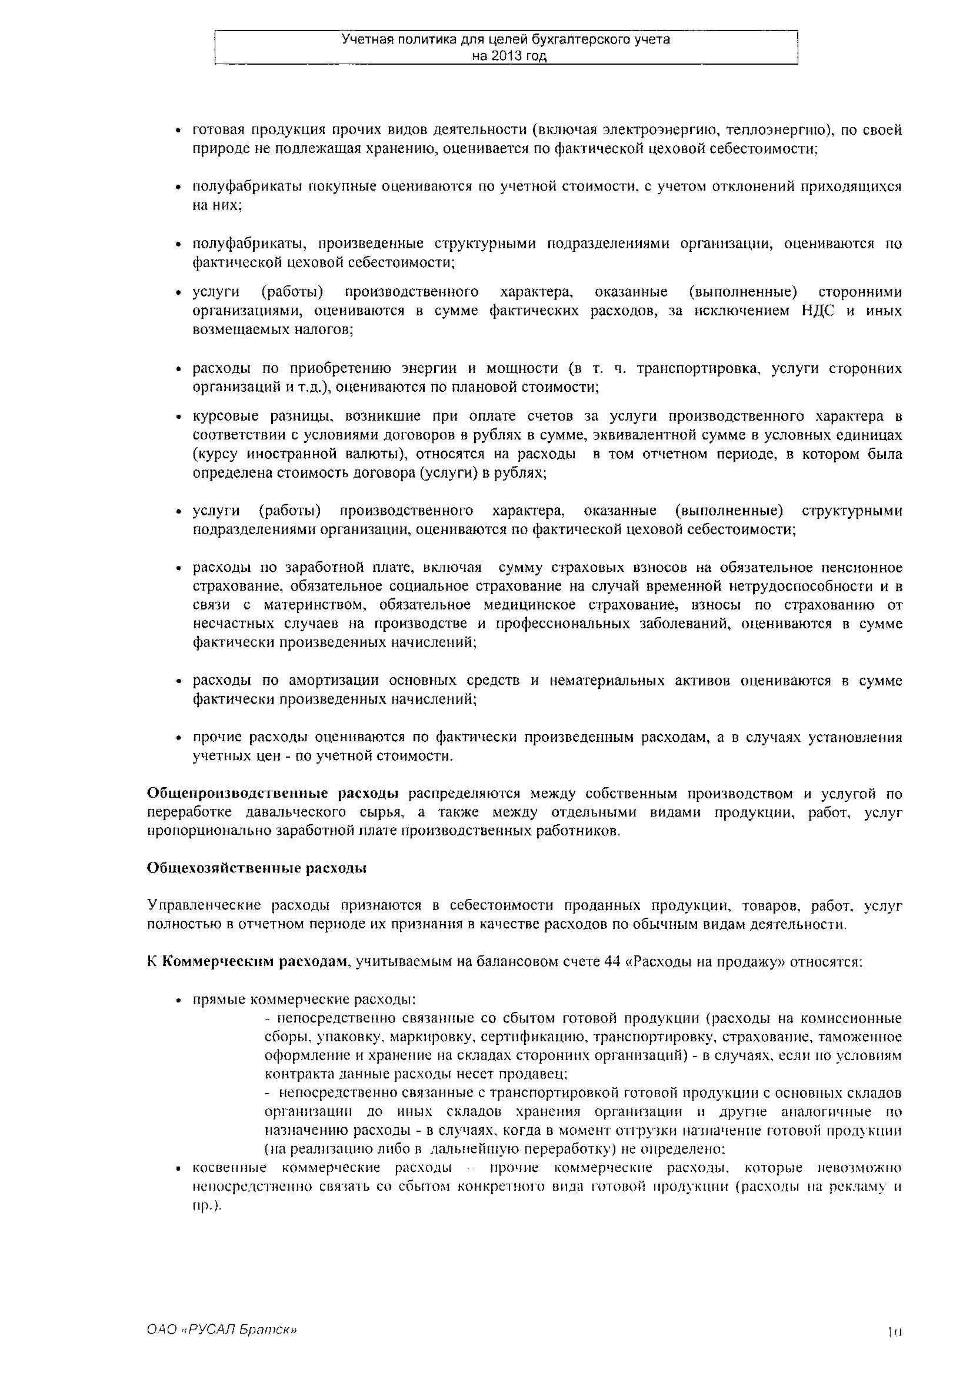 Учетная политика для целей бухгалтерского учета
на 2013 год
• готовая продукция прочих видов деятельности (включая электроэнергию, теплоэнергию), по своей
природе не подлежащая хранению, оценивается по фактической цеховой себестоимости;
• полуфабрикаты покупные оцениваются по учетной стоимости, с учетом отклонений приходящихся
на них;
• полуфабрикаты, произведенные структурными подразделениями организации, оцениваются по
фактической цеховой себестоимости;
• услуги (работы) производственного характера, оказанные (выполненные) сторонними
организациями, оцениваются в сумме фактических расходов, за исключением НДС и иных
возмещаемых налогов;
• расходы по приобретению энергии и мощности (в т. ч. транспортировка, услуги сторонних
организаций и т.д.), оцениваются по плановой стоимости;
• курсовые разницы, возникшие при оплате счетов за услуги производственного характера в
соответствии с условиями договоров в рублях в сумме, эквивалентной сумме в условных единицах
(курсу иностранной валюты), относятся на расходы в том отчетном периоде, в котором была
определена стоимость договора (услуги) в рублях;
• услуги (работы) производственного характера, оказанные (выполненные) структурными
подразделениями организации, оцениваются по фактической цеховой себестоимости;
• расходы по заработной плате, включая сумму страховых взносов на обязательное пенсионное
страхование, обязательное социальное страхование на случай временной нетрудоспособности и в
связи с материнством, обязательное медицинское страхование, взносы по страхованию от
несчастных случаев на производстве и профессиональных заболеваний, оцениваются в сумме
фактически произведенных начислений;
• расходы по амортизации основных средств и нематериальных активов оцениваются в сумме
фактически произведенных начислений;
• прочие расходы оцениваются по фактически произведенным расходам, а в случаях установления
учетных цен - по учетной стоимости.
Общепроизводственные расходы распределяются между собственным производством и услугой по
переработке давальческого сырья, а также между отдельными видами продукции, работ, услуг
пропорционально заработной плате производственных работников.
Общехозяйственные расходы
Управленческие расходы признаются в себестоимости проданных продукции, товаров, работ, услуг
полностью в отчетном периоде их признания в качестве расходов по обычным видам деятельности.
К Коммерческим расходам, учитываемым на балансовом счете 44 «Расходы на продажу» относятся:
• прямые коммерческие расходы:
- непосредственно связанные со сбытом готовой продукции (расходы на комиссионные
сборы, упаковку, маркировку, сертификацию, транспортировку, страхование, таможенное
оформление и хранение на складах сторонних организаций) - в случаях, если по условиям
контракта данные расходы несет продавец;
- непосредственно связанные с транспортировкой готовой продукции с основных складов
организации до иных складов хранения организации и другие аналогичные по
назначению расходы - в случаях, когда в момент отгрузки назначение готовой продукции
(на реализацию либо в дальнейшую переработку) не определено;
• косвенные коммерческие расходы - прочие коммерческие расходы, которые невозможно
непосредственно связать со сбытом конкретного вида готовой продукции (расходы на рекламу и
пр.).
ОАО «РУСАЛ Братск»
10